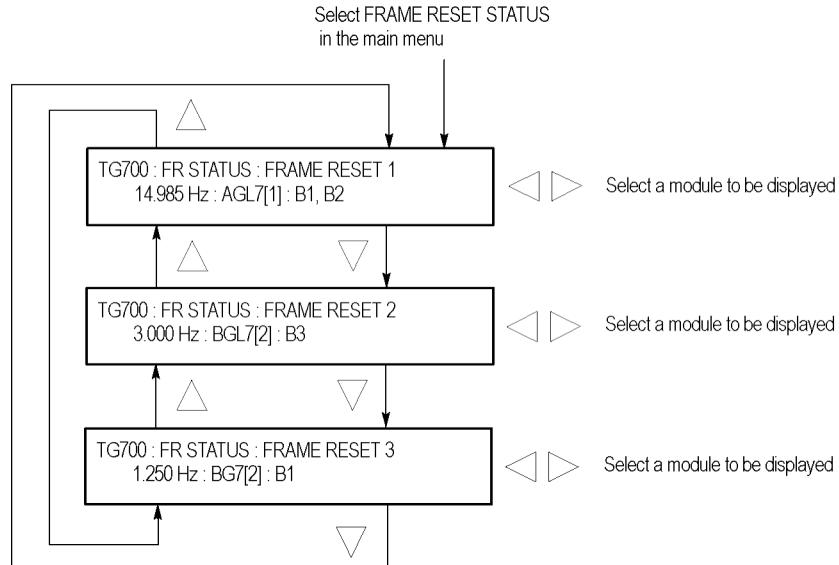 Select FRAME RESET STATUS
in the main menu
TG700 : FR STATUS : FRAME RESET 1
14.985 Hz : AGL7[1] : B1, B2
Select a module to be displayed
TG700 : FR STATUS : FRAME RESET 2
3.000 Hz : BGL7[2] : B3
Select a module to be displayed
TG700 : FR STATUS : FRAME RESET 3
1.250 Hz : BG7[2] : B1
Select a module to be displayed